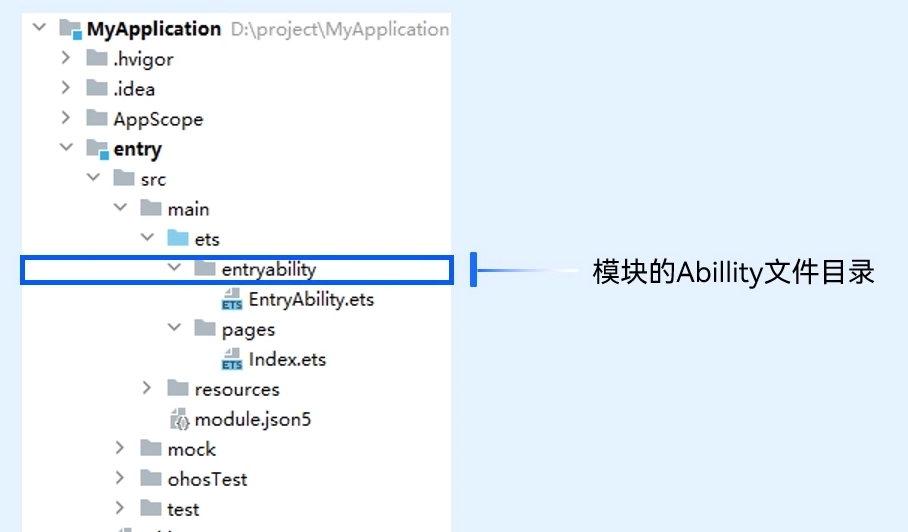 MyApplication D:\project\MyApplication
.hvigor
.idea
AppScope
entry
src
main
ets
entryability
模块的Abillity文件目录
ETS EntryAbility.ets
pages
ETS Index.ets
resources
module.json5
mock
ohosTest
test